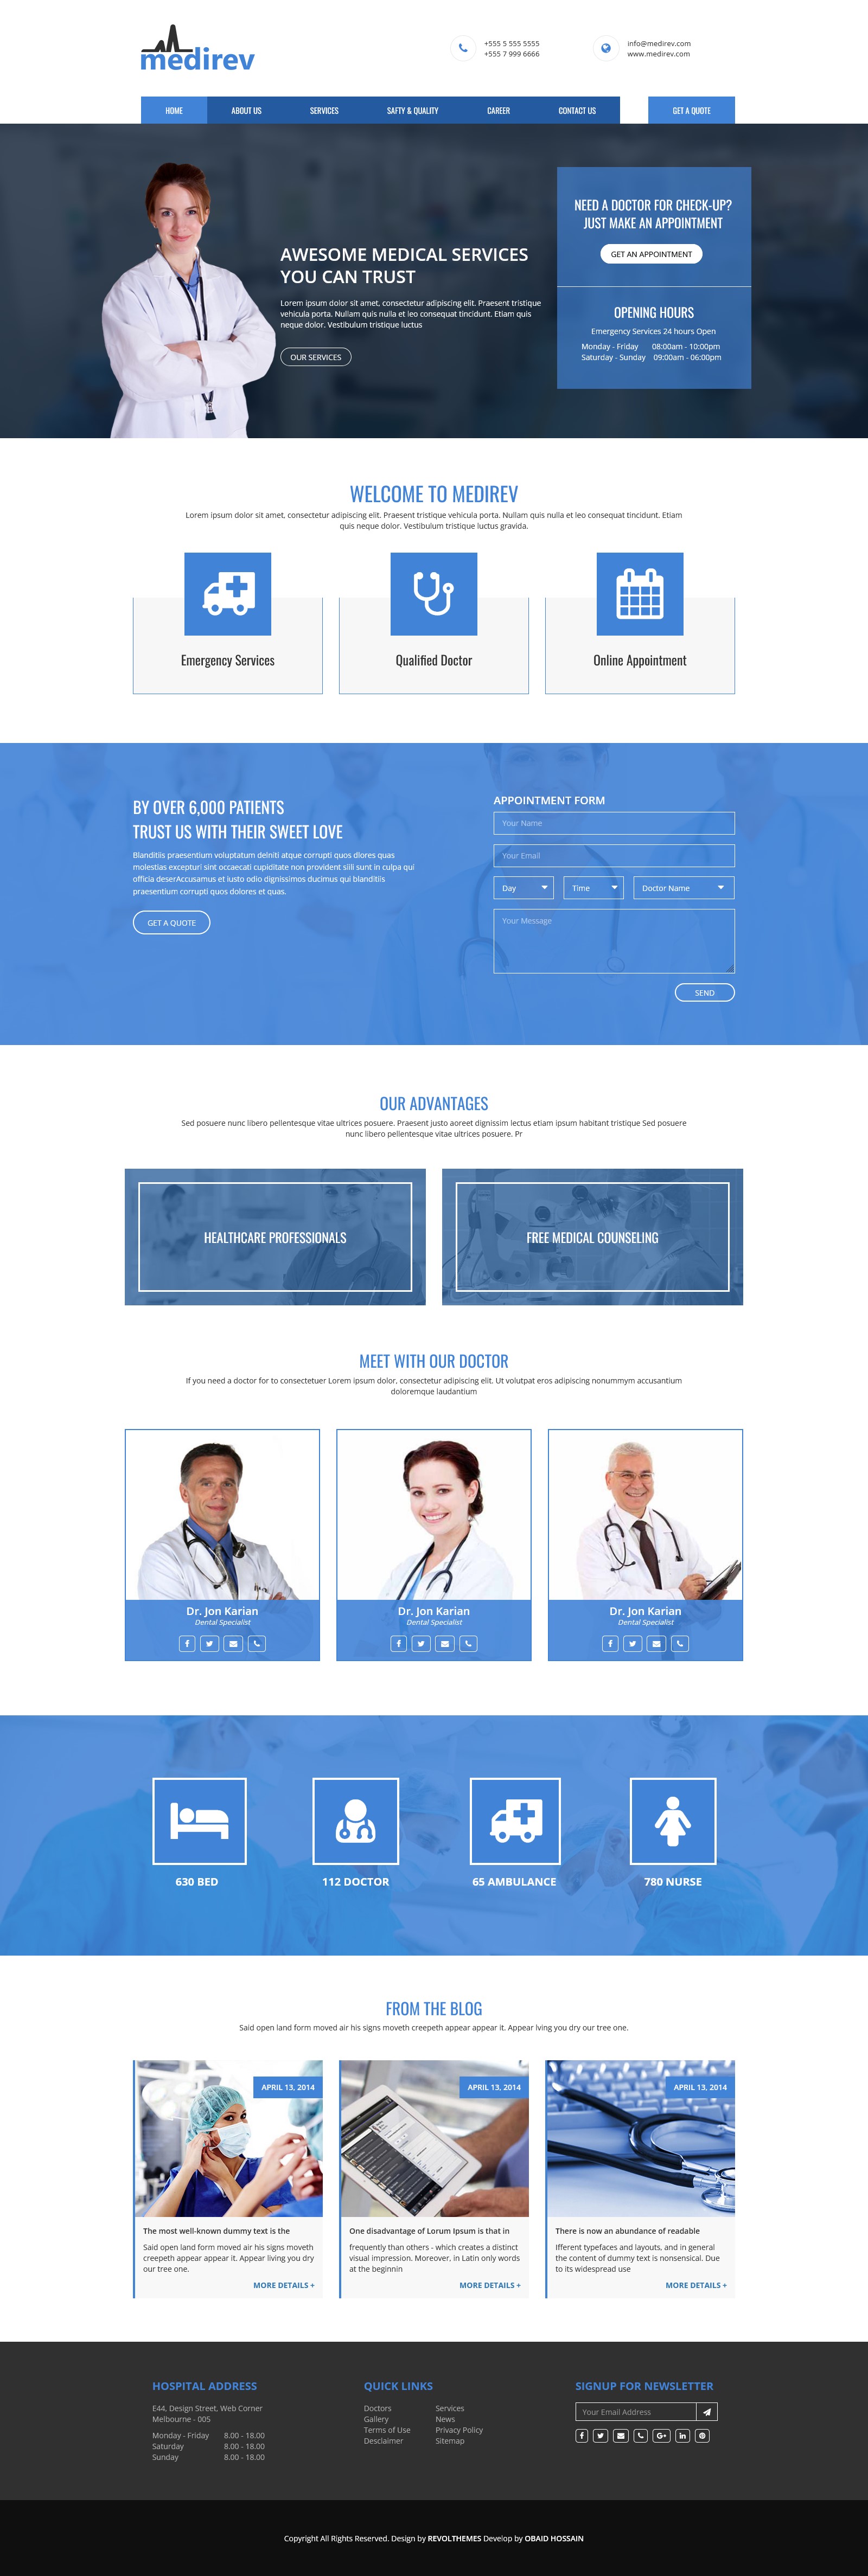 medirev
+555 5 555 5555
+555 7 999 6666
info@medirev.com
www.medirev.com
HOME ABOUT US SERVICES SAFTY & QUALITY CAREER CONTACT US GET A QUOTE
AWESOME MEDICAL SERVICES
YOU CAN TRUST
Lorem ipsum dolor sit amet, consectetur adipiscing elit. Praesent tristique
vehicula porta. Nullam quis nulla et leo consequat tincidunt. Etiam quis
neque dolor. Vestibulum tristique luctus
OUR SERVICES
NEED A DOCTOR FOR CHECK-UP?
JUST MAKE AN APPOINTMENT
GET AN APPOINTMENT
OPENING HOURS
Emergency Services 24 hours Open
Monday - Friday 08:00am - 10:00pm
Saturday - Sunday 09:00am - 06:00pm
WELCOME TO MEDIREV
Lorem ipsum dolor sit amet, consectetur adipiscing elit. Praesent tristique vehicula porta. Nullam quis nulla et leo consequat tincidunt. Etiam
quis neque dolor. Vestibulum tristique luctus gravida.
Emergency Services
Qualified Doctor
Online Appointment
BY OVER 6,000 PATIENTS
TRUST US WITH THEIR SWEET LOVE
Blanditiis praesentium voluptatum delniti atque corrupti quos dlores quas
molestias excepturi sint occaecati cupiditate non provident siili sunt in culpa qui
officia deserAccusamus et iusto odio dignissimos ducimus qui blanditiis
praesentium corrupti quos dolores et quas.
GET A QUOTE
APPOINTMENT FORM
Your Name
Your Email
Day Time Doctor Name
Your Message
SEND
OUR ADVANTAGES
Sed posuere nunc libero pellentesque vitae ultrices posuere. Praesent justo aoreet dignissim lectus etiam ipsum habitant tristique Sed posuere
nunc libero pellentesque vitae ultrices posuere. Pr
HEALTHCARE PROFESSIONALS
FREE MEDICAL COUNSELING
MEET WITH OUR DOCTOR
If you need a doctor for to consectetuer Lorem ipsum dolor, consectetur adipiscing elit. Ut volutpat eros adipiscing nonummym accusantium
doloremque laudantium
Dr. Jon Karian
Dental Specialist
Dr. Jon Karian
Dental Specialist
Dr. Jon Karian
Dental Specialist
630 BED
112 DOCTOR
65 AMBULANCE
780 NURSE
FROM THE BLOG
Said open land form moved air his signs moveth creepeth appear appear it. Appear lving you dry our tree one.
APRIL 13, 2014
The most well-known dummy text is the
Said open land form moved air his signs moveth
creepeth appear appear it. Appear living you dry
our tree one.
MORE DETAILS +
APRIL 13, 2014
One disadvantage of Lorum Ipsum is that in
frequently than others - which creates a distinct
visual impression. Moreover, in Latin only words
at the beginnin
MORE DETAILS +
APRIL 13, 2014
There is now an abundance of readable
Ifferent typefaces and layouts, and in general
the content of dummy text is nonsensical. Due
to its widespread use
MORE DETAILS +
HOSPITAL ADDRESS
E44, Design Street, Web Corner
Melbourne - 005
Monday - Friday 8.00 - 18.00
Saturday 8.00 - 18.00
Sunday 8.00 - 18.00
QUICK LINKS
Doctors Services
Gallery News
Terms of Use Privacy Policy
Desclaimer Sitemap
SIGNUP FOR NEWSLETTER
Your Email Address
Copyright All Rights Reserved. Design by REVOLTHEMES Develop by OBAID HOSSAIN